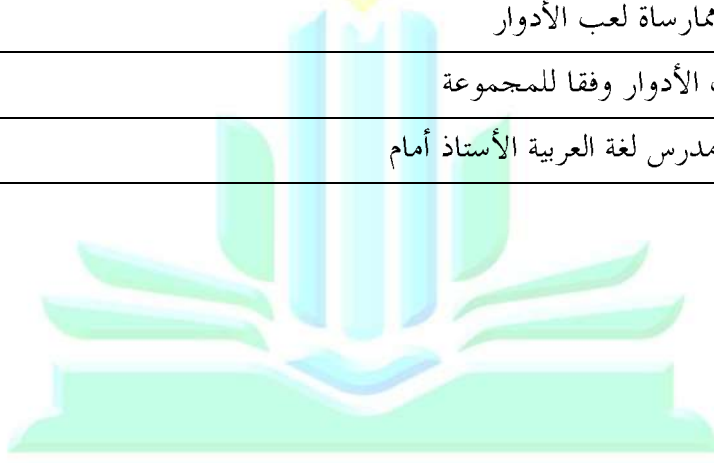 ممارساة لعب الأدوار
الأدوار وفقا للمجموعة
مدرس لغة العربية الأستاذ أمام